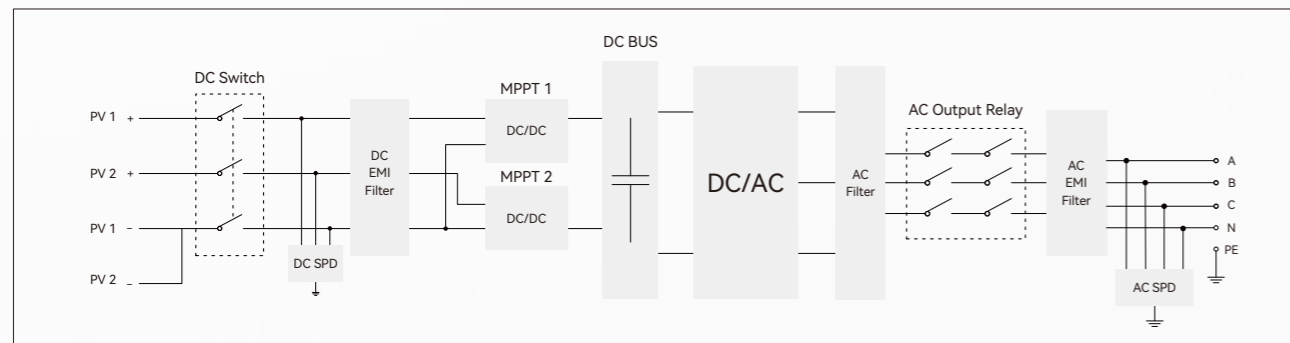 DC BUS
DC Switch
MPPT 1
AC Output Relay
PV 1 +
DC/DC
PV 2 +
DC
EMI
Filter
MPPT 2
DC/DC
DC/AC
AC
Filter
AC
EMI
Filter
A
B
C
N
PE
PV 1 −
PV 2 −
DC SPD
AC SPD